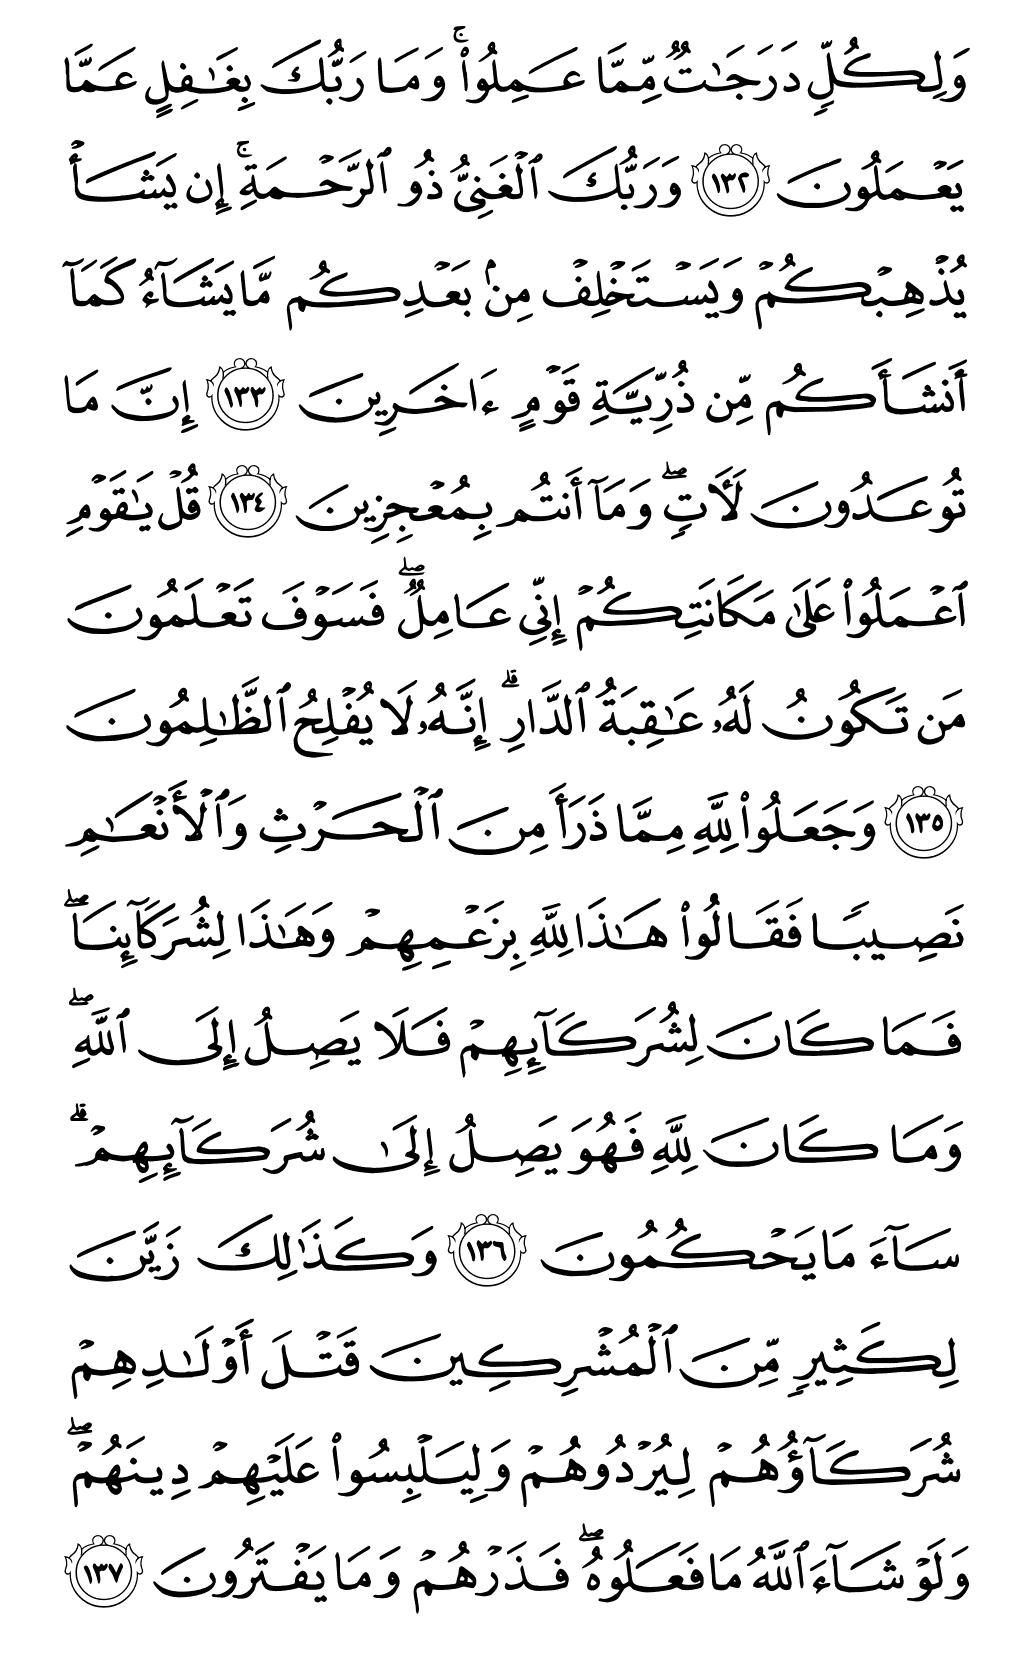 وَلِكُلّٖ دَرَجَٰتٞ مِّمَّا عَمِلُواْۚ وَمَا رَبُّكَ بِغَٰفِلٍ عَمَّا
يَعۡمَلُونَ ١٣٢ وَرَبُّكَ ٱلۡغَنِيُّ ذُو ٱلرَّحۡمَةِۚ إِن يَشَأۡ
يُذۡهِبۡكُمۡ وَيَسۡتَخۡلِفۡ مِنۢ بَعۡدِكُم مَّا يَشَآءُ كَمَآ
أَنشَأَكُم مِّن ذُرِّيَّةِ قَوۡمٍ ءَاخَرِينَ ١٣٣ إِنَّ مَا
تُوعَدُونَ لَأٓتٖۖ وَمَآ أَنتُم بِمُعۡجِزِينَ ١٣٤ قُلۡ يَٰقَوۡمِ
ٱعۡمَلُواْ عَلَىٰ مَكَانَتِكُمۡ إِنِّي عَامِلٞۖ فَسَوۡفَ تَعۡلَمُونَ
مَن تَكُونُ لَهُۥ عَٰقِبَةُ ٱلدَّارِۚ إِنَّهُۥ لَا يُفۡلِحُ ٱلظَّٰلِمُونَ
١٣٥ وَجَعَلُواْ لِلَّهِ مِمَّا ذَرَأَ مِنَ ٱلۡحَرۡثِ وَٱلۡأَنۡعَٰمِ
نَصِيبٗا فَقَالُواْ هَٰذَا لِلَّهِ بِزَعۡمِهِمۡ وَهَٰذَا لِشُرَكَآئِنَاۖ
فَمَا كَانَ لِشُرَكَآئِهِمۡ فَلَا يَصِلُ إِلَى ٱللَّهِۖ
وَمَا كَانَ لِلَّهِ فَهُوَ يَصِلُ إِلَىٰ شُرَكَآئِهِمۡۗ
سَآءَ مَا يَحۡكُمُونَ ١٣٦ وَكَذَٰلِكَ زَيَّنَ
لِكَثِيرٖ مِّنَ ٱلۡمُشۡرِكِينَ قَتۡلَ أَوۡلَٰدِهِمۡ
شُرَكَآؤُهُمۡ لِيُرۡدُوهُمۡ وَلِيَلۡبِسُواْ عَلَيۡهِمۡ دِينَهُمۡۖ
وَلَوۡ شَآءَ ٱللَّهُ مَا فَعَلُوهُۖ فَذَرۡهُمۡ وَمَا يَفۡتَرُونَ ١٣٧